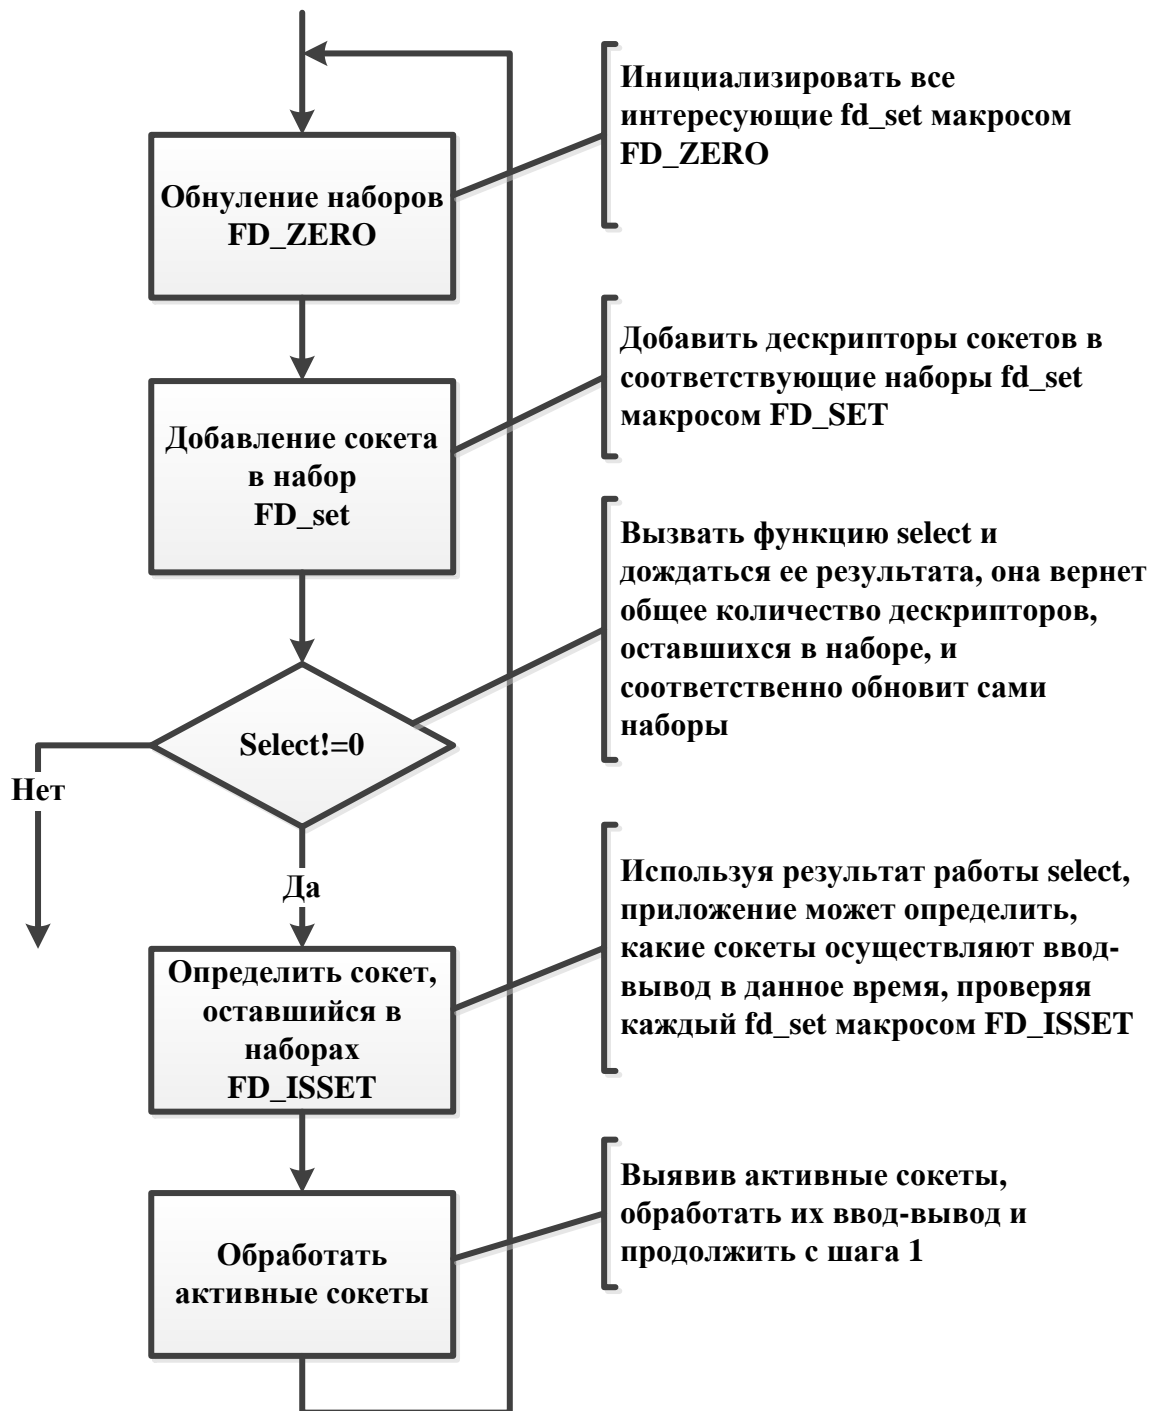 Инициализировать все
интересующие fd_set макросом
FD_ZERO
Обнуление наборов
FD_ZERO
Добавить дескрипторы сокетов в
соответствующие наборы fd_set
макросом FD_SET
Добавление сокета
в набор
FD_set
Вызвать функцию select и
дождаться ее результата, она вернет
общее количество дескрипторов,
оставшихся в наборе, и
соответственно обновит сами
наборы
Select!=0
Нет
Да
Используя результат работы select,
приложение может определить,
какие сокеты осуществляют ввод-
вывод в данное время, проверяя
каждый fd_set макросом FD_ISSET
Определить сокет,
оставшийся в
наборах
FD_ISSET
Выявив активные сокеты,
обработать их ввод-вывод и
продолжить с шага 1
Обработать
активные сокеты